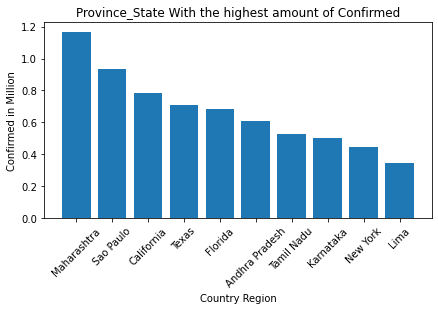 Province_State With the highest amount of Confirmed
Confirmed in Million
1.2
1.0
0.8
0.6
0.4
0.2
0.0
Maharashtra
Sao Paulo
California
Texas
Florida
Andhra Pradesh
Tamil Nadu
Karnataka
New York
Lima
Country Region